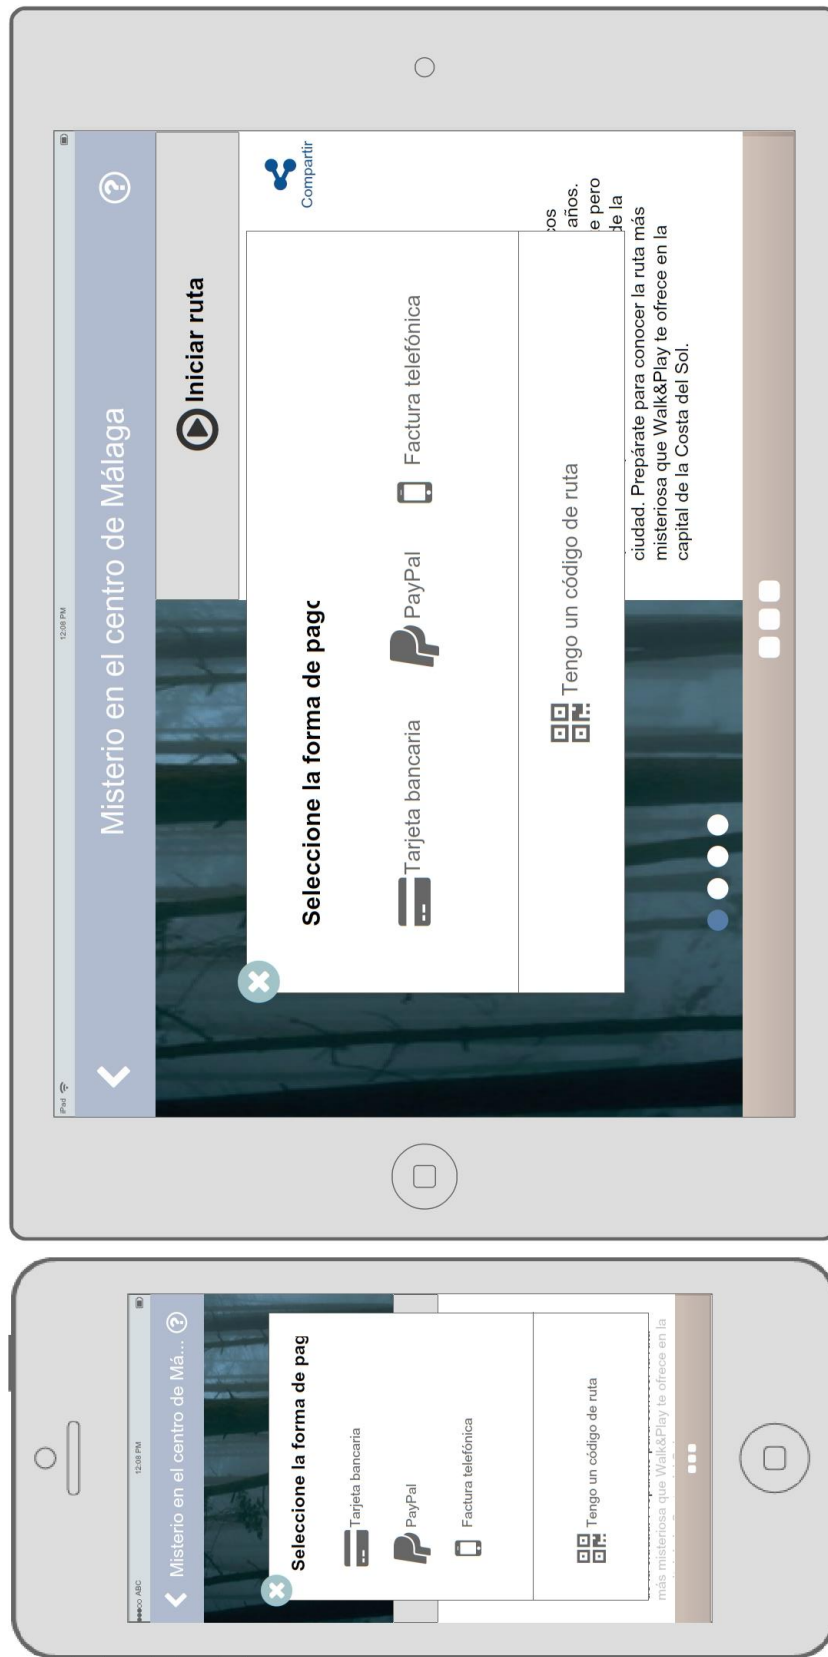 iPad
12:08 PM
Misterio en el centro de Málaga
?
Iniciar ruta
Compartir
Seleccione la forma de pago
Tarjeta bancaria
PayPal
Factura telefónica
Tengo un código de ruta
años.
e pero
de la
ciudad. Prepárate para conocer la ruta más
misteriosa que Walk&Play te ofrece en la
capital de la Costa del Sol.
ABC
12:08 PM
Misterio en el centro de Má... ?
Seleccione la forma de pag
Tarjeta bancaria
PayPal
Factura telefónica
Tengo un código de ruta
más misteriosa que Walk&Play te ofrece en la